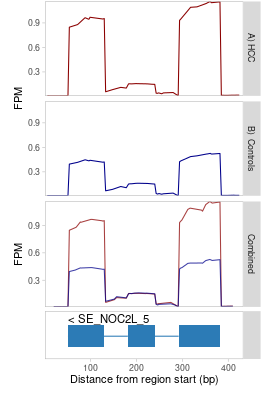 0.9
0.6
0.3
FPM
A) HCC
0.9
0.6
0.3
B) Controls
0.9
0.6
0.3
FPM
Combined
< SE_NOC2L_5
100
200
300
400
Distance from region start (bp)